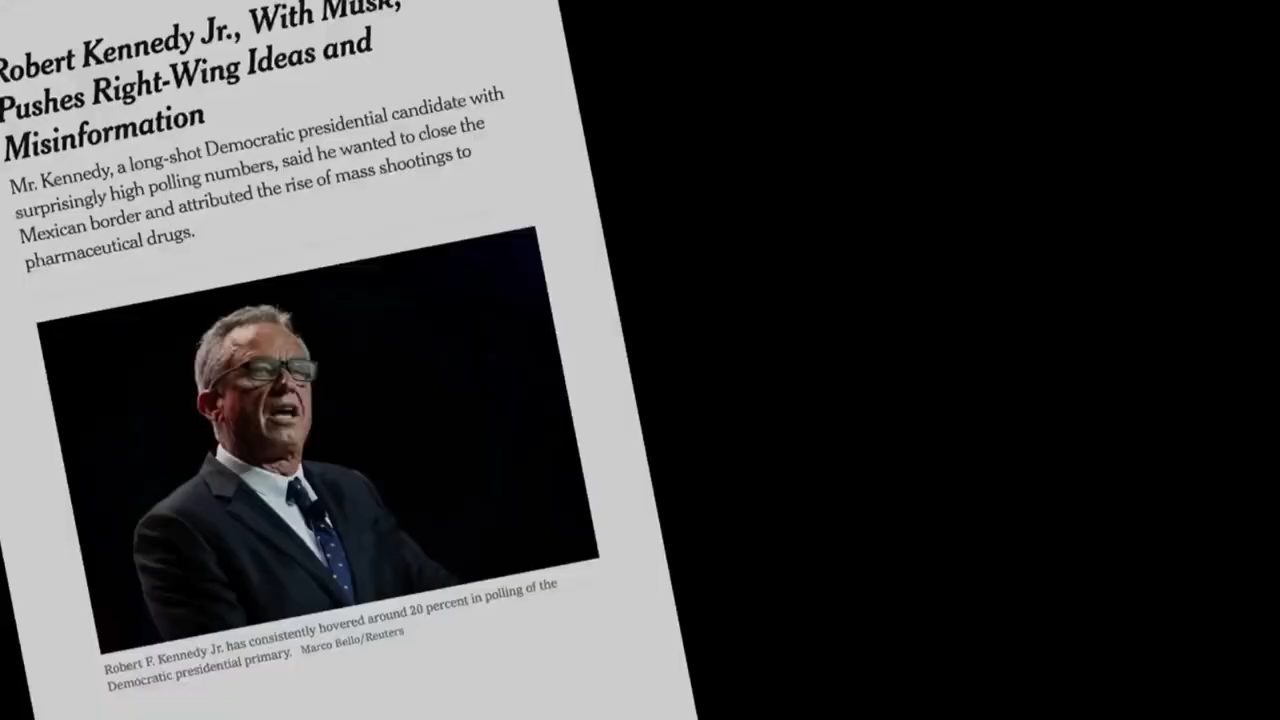 Robert Kennedy Jr., With Musk,
Pushes Right-Wing Ideas and
Misinformation
Mr. Kennedy, a long-shot Democratic presidential candidate with
surprisingly high polling numbers, said he wanted to close the
Mexican border and attributed the rise of mass shootings to
pharmaceutical drugs.
Robert F. Kennedy Jr. has consistently hovered around 20 percent in polling of the
Democratic presidential primary. Marco Bello/Reuters